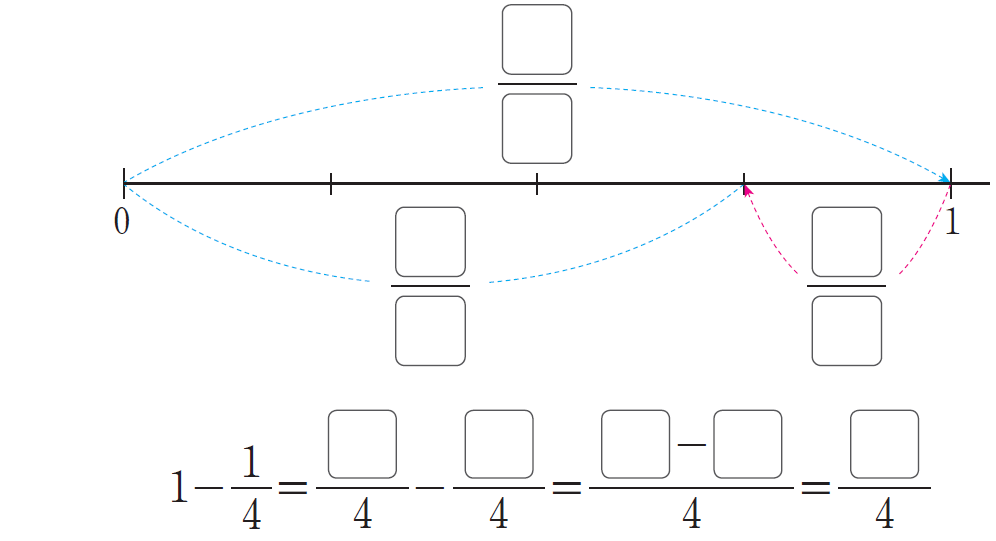 0 1
1 − 1/4 = □/4 − □/4 = (□ − □)/4 = □/4